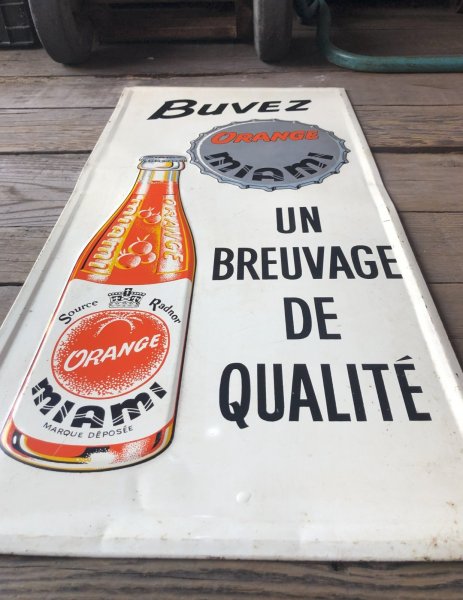 BUVEZ
ORANGE
MIAMI
UN
BREUVAGE
DE
QUALITÉ
miami
ORANGE
Source Radnor
ORANGE
MIAMI
MARQUE DÉPOSÉE